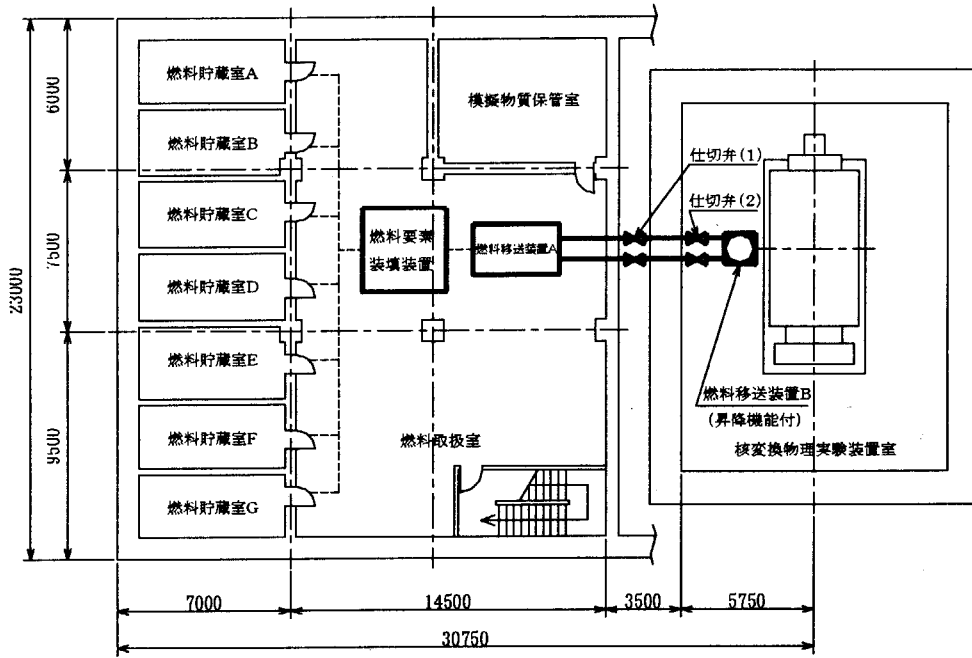 燃料貯蔵室A
燃料貯蔵室B
燃料貯蔵室C
燃料貯蔵室D
燃料貯蔵室E
燃料貯蔵室F
燃料貯蔵室G
模擬物質保管室
燃料要素
装填装置
燃料移送装置A
仕切弁(1)
仕切弁(2)
燃料移送装置B
(昇降機能付)
核変換物理実験装置室
燃料取扱室
6000
7500
9500
23000
7000
14500
3500
5750
30750